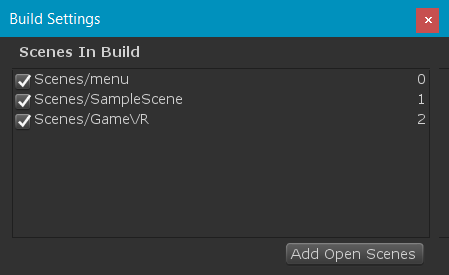 Build Settings
Scenes In Build
Scenes/menu 0
Scenes/SampleScene 1
Scenes/GameVR 2
Add Open Scenes